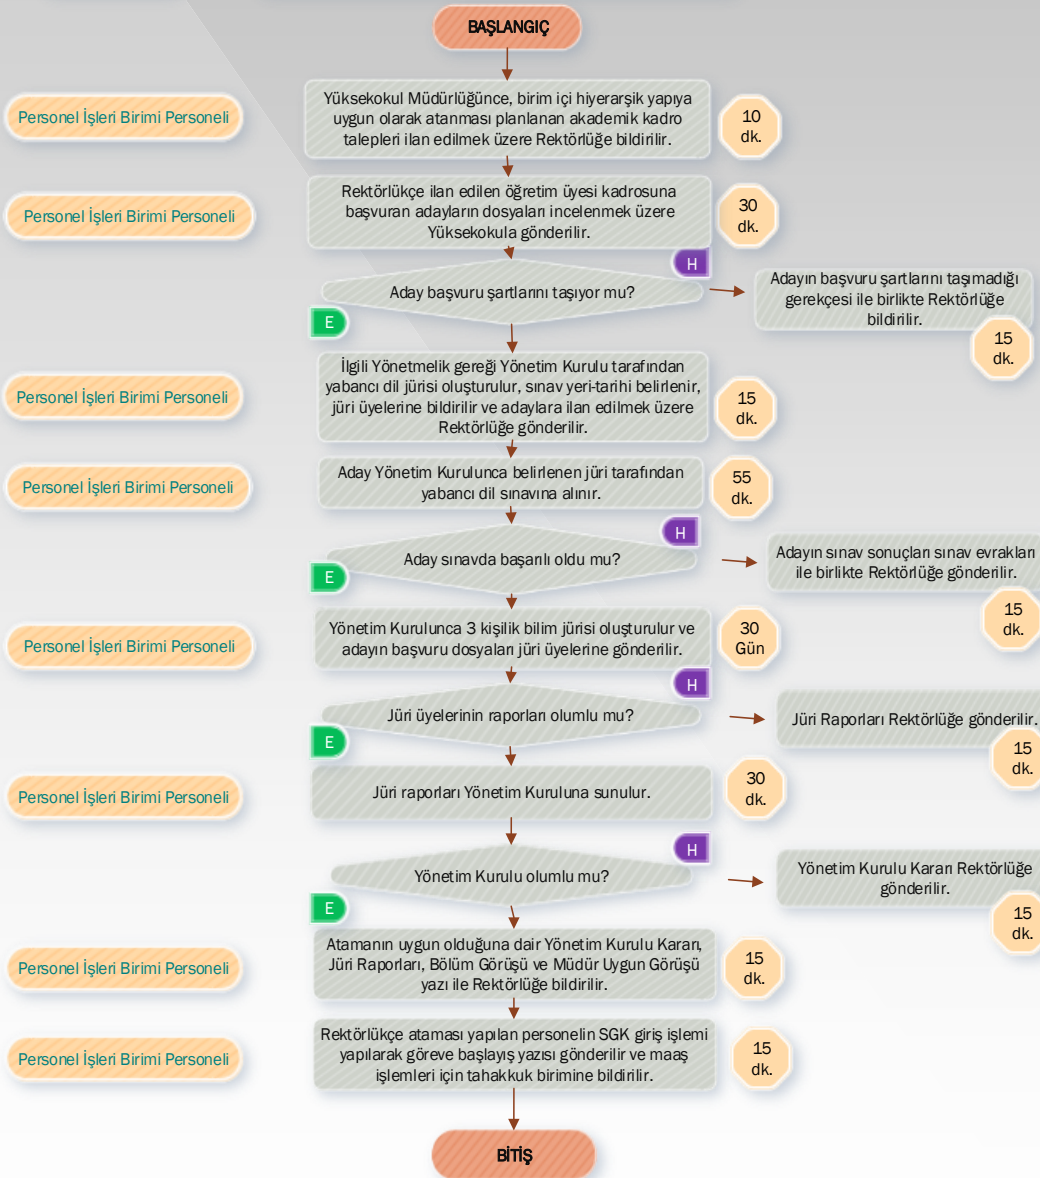 BAŞLANGIÇ
Personel İşleri Birimi Personeli
Yüksekokul Müdürlüğünce, birim içi hiyerarşik yapıya
uygun olarak atanması planlanan akademik kadro
talepleri ilan edilmek üzere Rektörlüğe bildirilir.
10
dk.
Personel İşleri Birimi Personeli
Rektörlükçe ilan edilen öğretim üyesi kadrosuna
başvuran adayların dosyaları incelenmek üzere
Yüksekokula gönderilir.
30
dk.
H
Aday başvuru şartlarını taşıyor mu?
E
Adayın başvuru şartlarını taşımadığı
gerekçesi ile birlikte Rektörlüğe
bildirilir.
15
dk.
Personel İşleri Birimi Personeli
İlgili Yönetmelik gereği Yönetim Kurulu tarafından
yabancı dil jürisi oluşturulur, sınav yeri-tarihi belirlenir,
jüri üyelerine bildirilir ve adaylara ilan edilmek üzere
Rektörlüğe gönderilir.
15
dk.
Personel İşleri Birimi Personeli
Aday Yönetim Kurulunca belirlenen jüri tarafından
yabancı dil sınavına alınır.
55
dk.
H
Aday sınavda başarılı oldu mu?
E
Adayın sınav sonuçları sınav evrakları
ile birlikte Rektörlüğe gönderilir.
15
dk.
Personel İşleri Birimi Personeli
Yönetim Kurulunca 3 kişilik bilim jürisi oluşturulur ve
adayın başvuru dosyaları jüri üyelerine gönderilir.
30
Gün
H
Jüri üyelerinin raporları olumlu mu?
E
Jüri Raporları Rektörlüğe gönderilir.
15
dk.
Personel İşleri Birimi Personeli
Jüri raporları Yönetim Kuruluna sunulur.
30
dk.
H
Yönetim Kurulu olumlu mu?
E
Yönetim Kurulu Kararı Rektörlüğe
gönderilir.
15
dk.
Personel İşleri Birimi Personeli
Atamanın uygun olduğuna dair Yönetim Kurulu Kararı,
Jüri Raporları, Bölüm Görüşü ve Müdür Uygun Görüşü
yazı ile Rektörlüğe bildirilir.
15
dk.
Personel İşleri Birimi Personeli
Rektörlükçe ataması yapılan personelin SGK giriş işlemi
yapılarak göreve başlayış yazısı gönderilir ve maaş
işlemleri için tahakkuk birimine bildirilir.
15
dk.
BİTİŞ